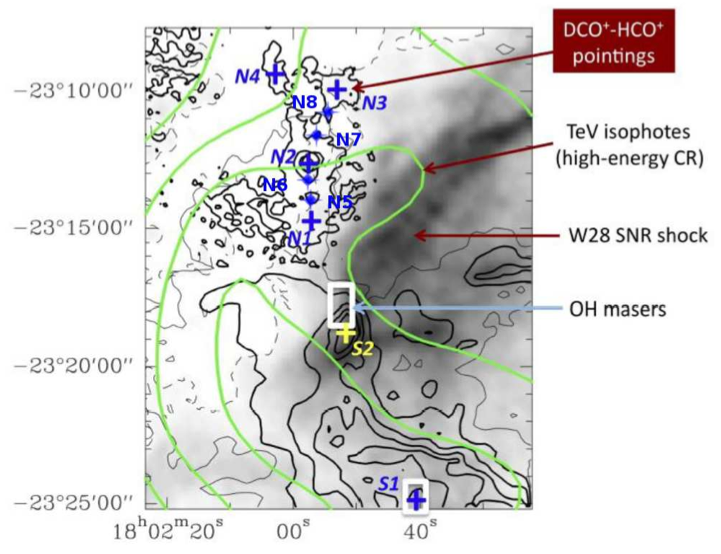 DCO⁺-HCO⁺
pointings
−23°10′00′′
N4
N8
N3
N7
TeV isophotes
(high-energy CR)
N2
N6
N5
−23°15′00′′
N1
W28 SNR shock
OH masers
S2
−23°20′00′′
S1
−23°25′00′′
18ʰ02ᵐ20ˢ 00ˢ 40ˢ